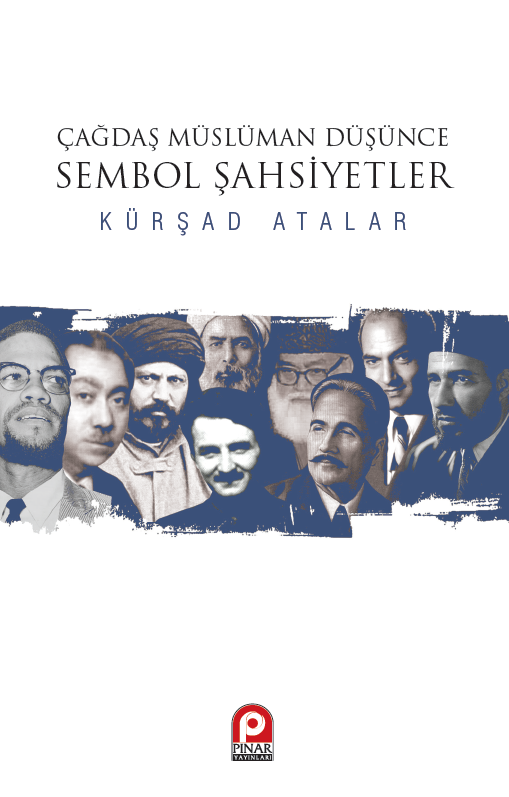 ÇAĞDAŞ MÜSLÜMAN DÜŞÜNCE
SEMBOL ŞAHSİYETLER
KÜRŞAD ATALAR
PINAR
YAYINLARI